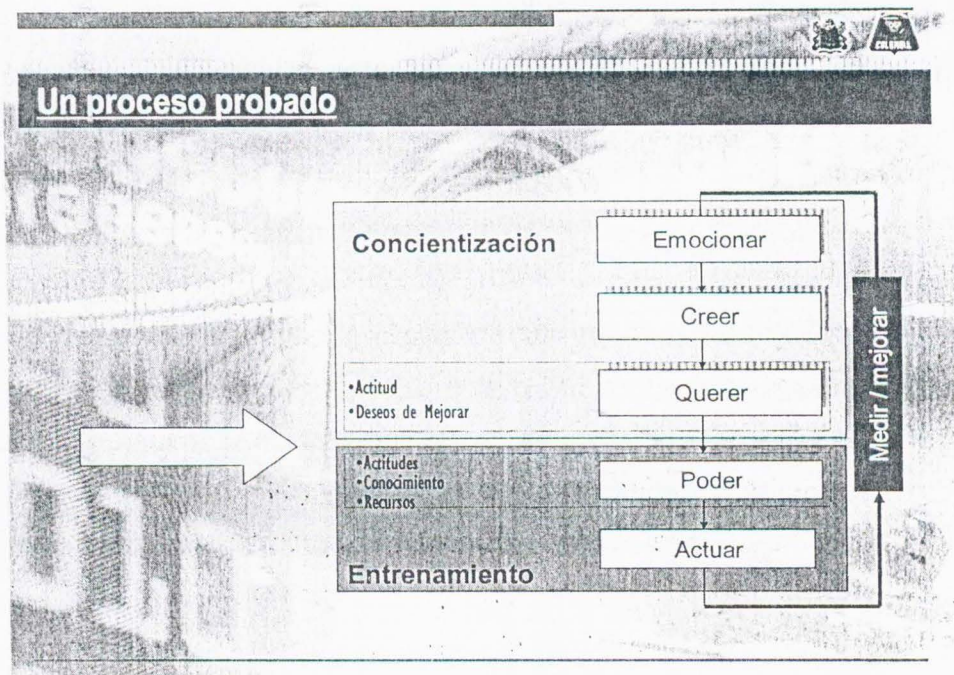 COLOMBIA
Un proceso probado
Concientización
Emocionar
Creer
•Actitud
•Deseos de Mejorar
Querer
•Actitudes
•Conocimiento
•Recursos
Poder
Actuar
Entrenamiento
Medir / mejorar